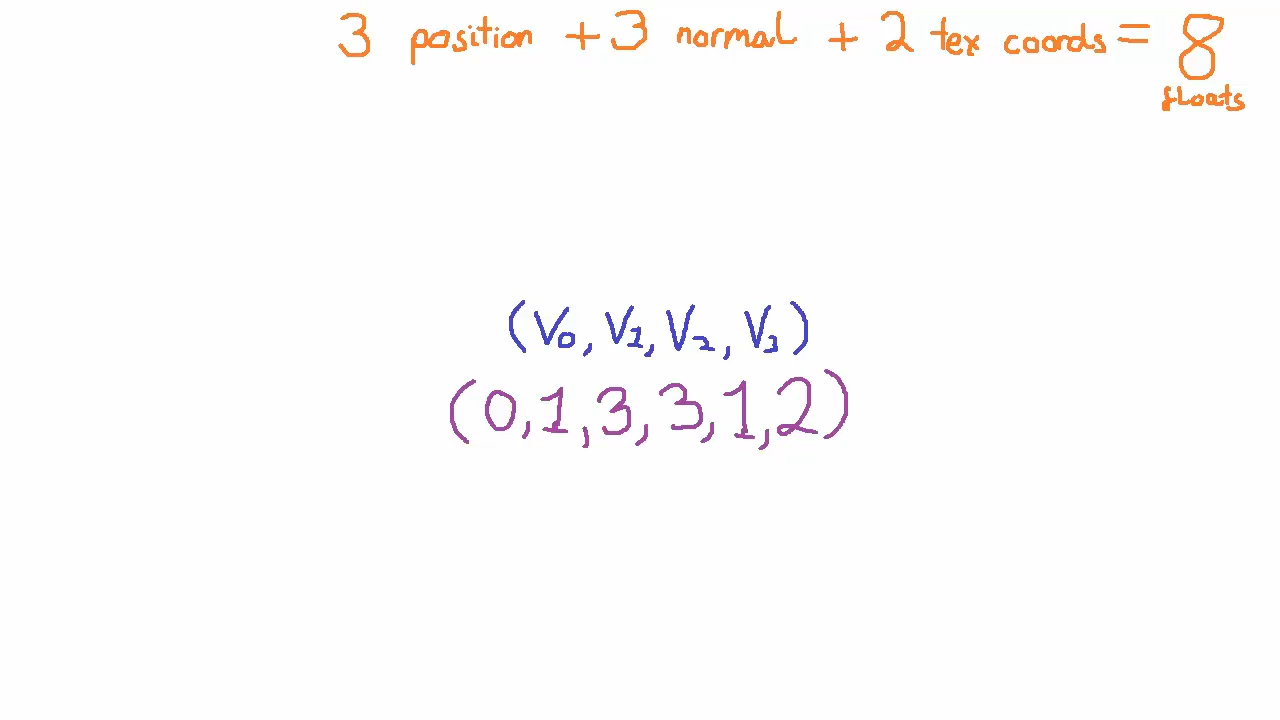 3 position + 3 normal + 2 tex coords = 8
floats
(V₀, V₁, V₂, V₃)
(0, 1, 3, 3, 1, 2)